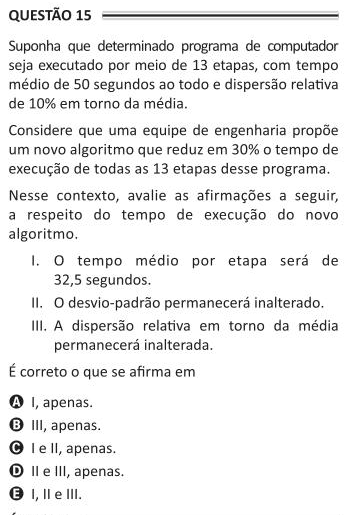 QUESTÃO 15
Suponha que determinado programa de computador
seja executado por meio de 13 etapas, com tempo
médio de 50 segundos ao todo e dispersão relativa
de 10% em torno da média.
Considere que uma equipe de engenharia propõe
um novo algoritmo que reduz em 30% o tempo de
execução de todas as 13 etapas desse programa.
Nesse contexto, avalie as afirmações a seguir,
a respeito do tempo de execução do novo
algoritmo.
I. O tempo médio por etapa será de
32,5 segundos.
II. O desvio-padrão permanecerá inalterado.
III. A dispersão relativa em torno da média
permanecerá inalterada.
É correto o que se afirma em
A I, apenas.
B III, apenas.
C I e II, apenas.
D II e III, apenas.
E I, II e III.